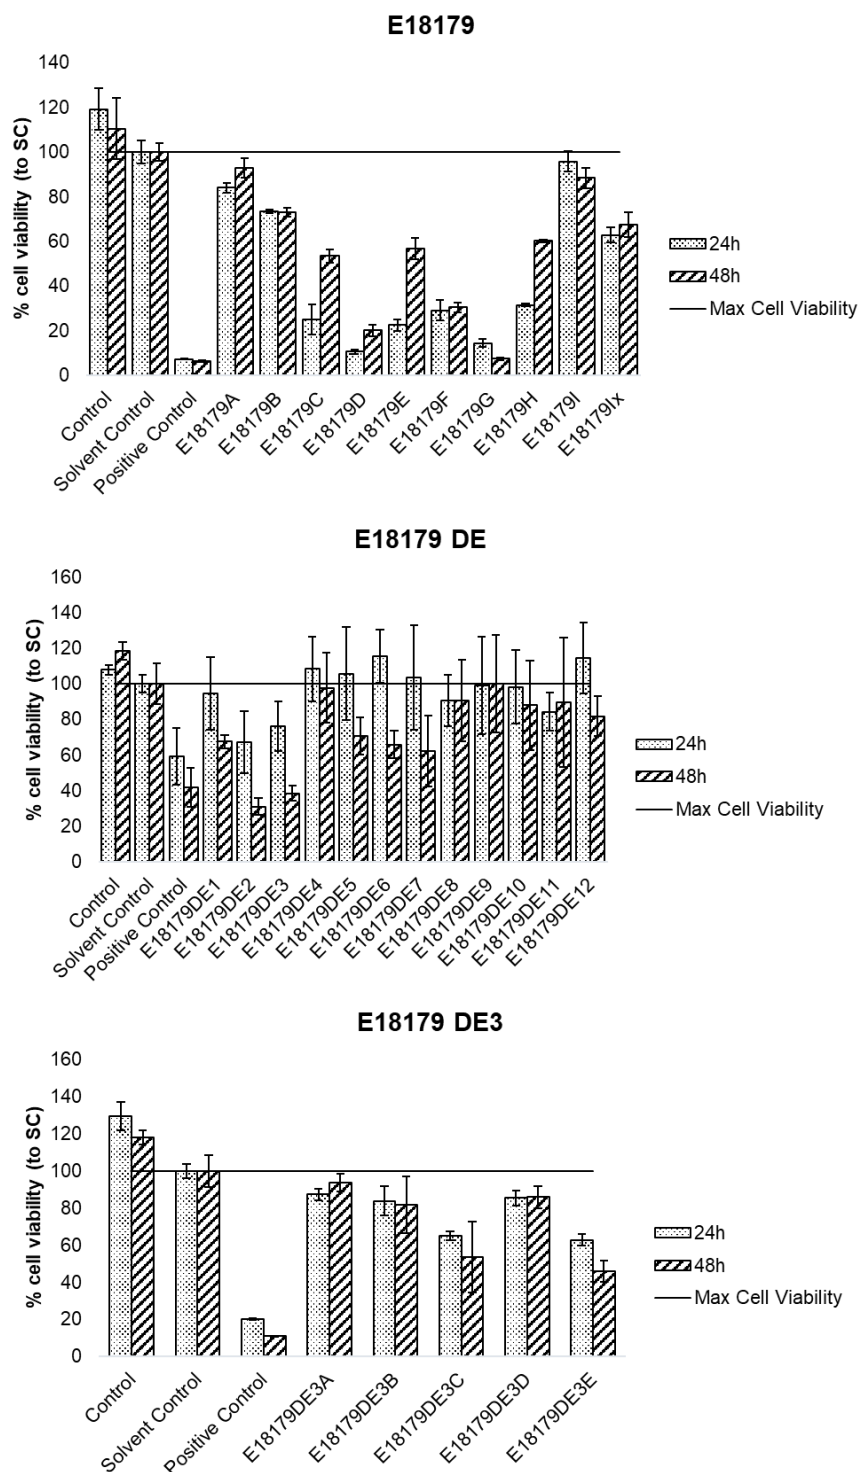 E18179
% cell viability (to SC)
140
120
100
80
60
40
20
0
Control
Solvent Control
Positive Control
E18179A
E18179B
E18179C
E18179D
E18179E
E18179F
E18179G
E18179H
E18179I
E18179Ix
24h
48h
Max Cell Viability
E18179 DE
% cell viability (to SC)
160
140
120
100
80
60
40
20
0
Control
Solvent Control
Positive Control
E18179DE1
E18179DE2
E18179DE3
E18179DE4
E18179DE5
E18179DE6
E18179DE7
E18179DE8
E18179DE9
E18179DE10
E18179DE11
E18179DE12
24h
48h
Max Cell Viability
E18179 DE3
% cell viability (to SC)
160
140
120
100
80
60
40
20
0
Control
Solvent Control
Positive Control
E18179DE3A
E18179DE3B
E18179DE3C
E18179DE3D
E18179DE3E
24h
48h
Max Cell Viability